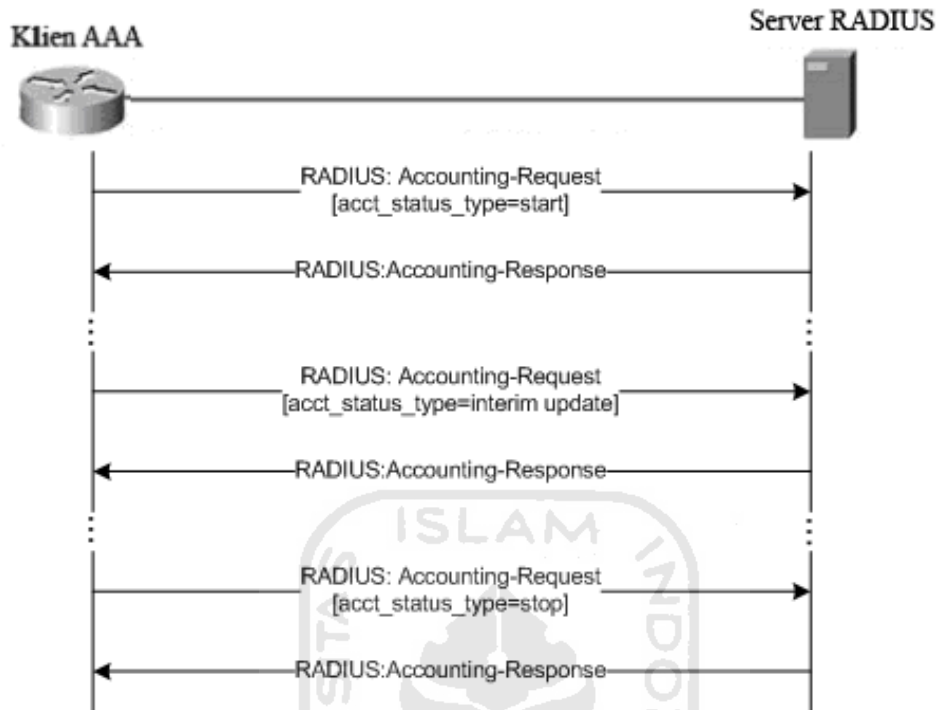 Klien AAA
Server RADIUS
RADIUS: Accounting-Request
[acct_status_type=start]
RADIUS:Accounting-Response
RADIUS: Accounting-Request
[acct_status_type=interim update]
RADIUS:Accounting-Response
ISLAM
RADIUS: Accounting-Request
[acct_status_type=stop]
RADIUS:Accounting-Response